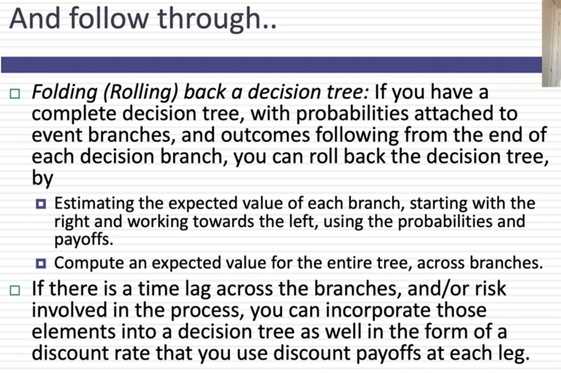 And follow through..
Folding (Rolling) back a decision tree: If you have a
complete decision tree, with probabilities attached to
event branches, and outcomes following from the end of
each decision branch, you can roll back the decision tree,
by
Estimating the expected value of each branch, starting with the
right and working towards the left, using the probabilities and
payoffs.
Compute an expected value for the entire tree, across branches.
If there is a time lag across the branches, and/or risk
involved in the process, you can incorporate those
elements into a decision tree as well in the form of a
discount rate that you use discount payoffs at each leg.